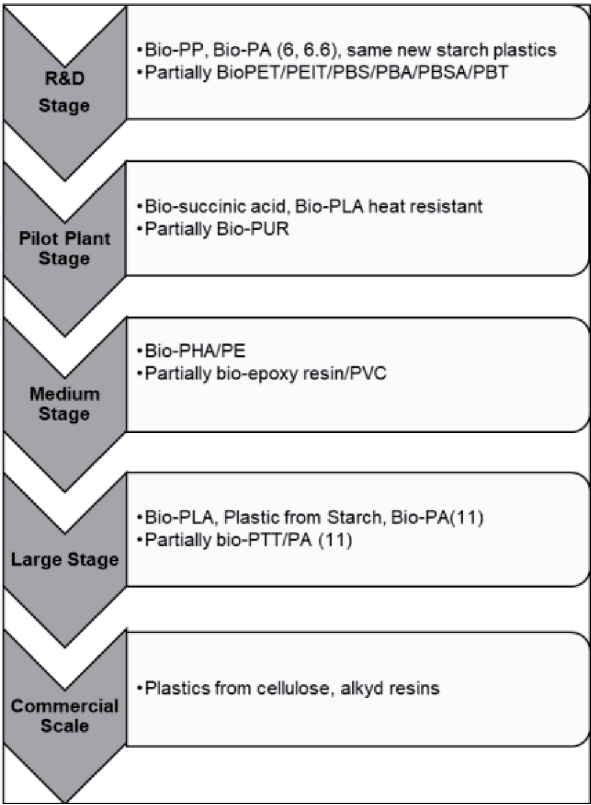 R&D
Stage
•Bio-PP, Bio-PA (6, 6.6), same new starch plastics
•Partially BioPET/PEIT/PBS/PBA/PBSA/PBT
Pilot Plant
Stage
•Bio-succinic acid, Bio-PLA heat resistant
•Partially Bio-PUR
Medium
Stage
•Bio-PHA/PE
•Partially bio-epoxy resin/PVC
Large Stage
•Bio-PLA, Plastic from Starch, Bio-PA(11)
•Partially bio-PTT/PA (11)
Commercial
Scale
•Plastics from cellulose, alkyd resins